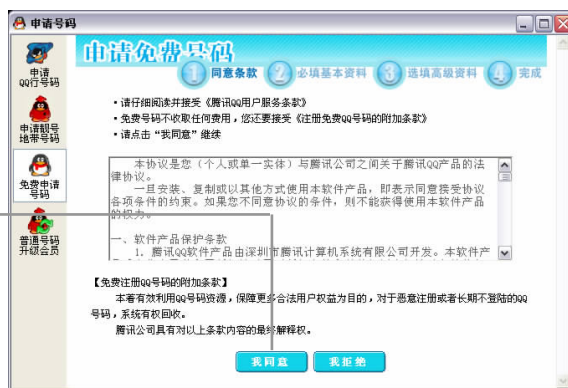 申请号码
申请
QQ行号码
申请靓号
地带号码
免费申请
号码
普通号码
升级会员
申请免费号码
1 同意条款 2 必填基本资料 3 选填高级资料 4 完成
·请仔细阅读并接受《腾讯QQ用户服务条款》
·免费号码不收取任何费用，您还要接受《注册免费QQ号码的附加条款》
·请点击“我同意”继续
本协议是您（个人或单一实体）与腾讯公司之间关于腾讯QQ产品的法
律协议。
一旦安装、复制或以其他方式使用本软件产品，即表示同意接受协议
各项条件的约束。如果您不同意协议的条件，则不能获得使用本软件产品
的权力。
一、软件产品保护条款
1．腾讯QQ软件产品由深圳市腾讯计算机系统有限公司开发。本软件产
【免费注册QQ号码的附加条款】
本着有效利用QQ号码资源，保障更多合法用户权益为目的，对于恶意注册或者长期不登陆的QQ
号码，系统有权回收。
腾讯公司具有对以上条款内容的最终解释权。
我同意 我拒绝